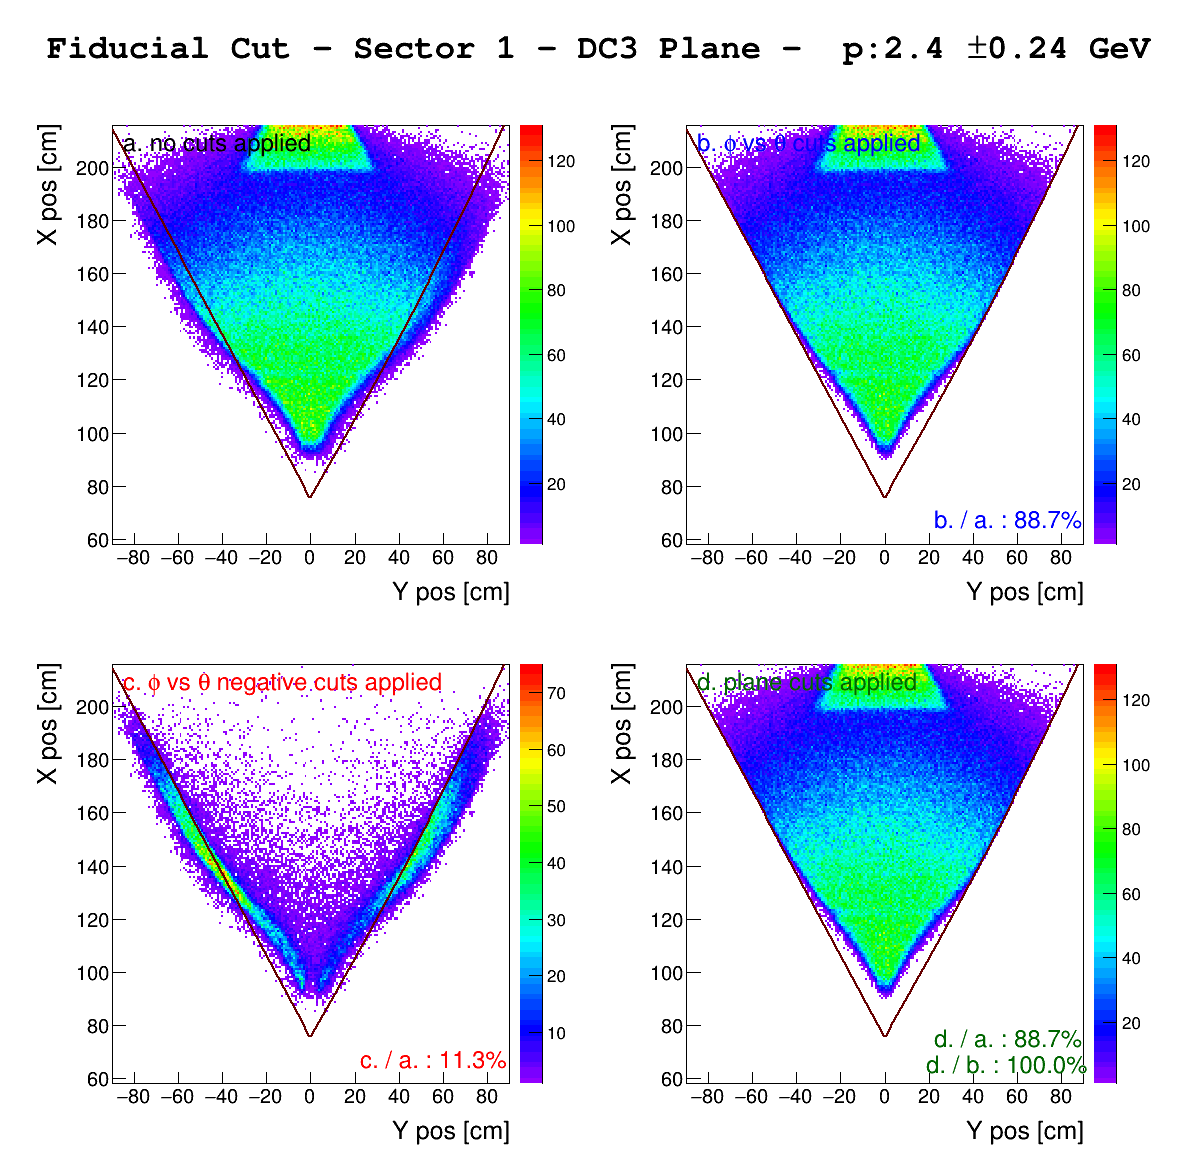 Fiducial Cut – Sector 1 – DC3 Plane – p:2.4 ±0.24 GeV
a. no cuts applied
X pos [cm]
200
180
160
140
120
100
80
60
−80 −60 −40 −20 0 20 40 60 80
Y pos [cm]
120
100
80
60
40
20
b. ϕ vs θ cuts applied
X pos [cm]
200
180
160
140
120
100
80
60
b. / a. : 88.7%
−80 −60 −40 −20 0 20 40 60 80
Y pos [cm]
120
100
80
60
40
20
c. ϕ vs θ negative cuts applied
X pos [cm]
200
180
160
140
120
100
80
60
c. / a. : 11.3%
−80 −60 −40 −20 0 20 40 60 80
Y pos [cm]
70
60
50
40
30
20
10
d. plane cuts applied
X pos [cm]
200
180
160
140
120
100
80
60
d. / a. : 88.7%
d. / b. : 100.0%
−80 −60 −40 −20 0 20 40 60 80
Y pos [cm]
120
100
80
60
40
20